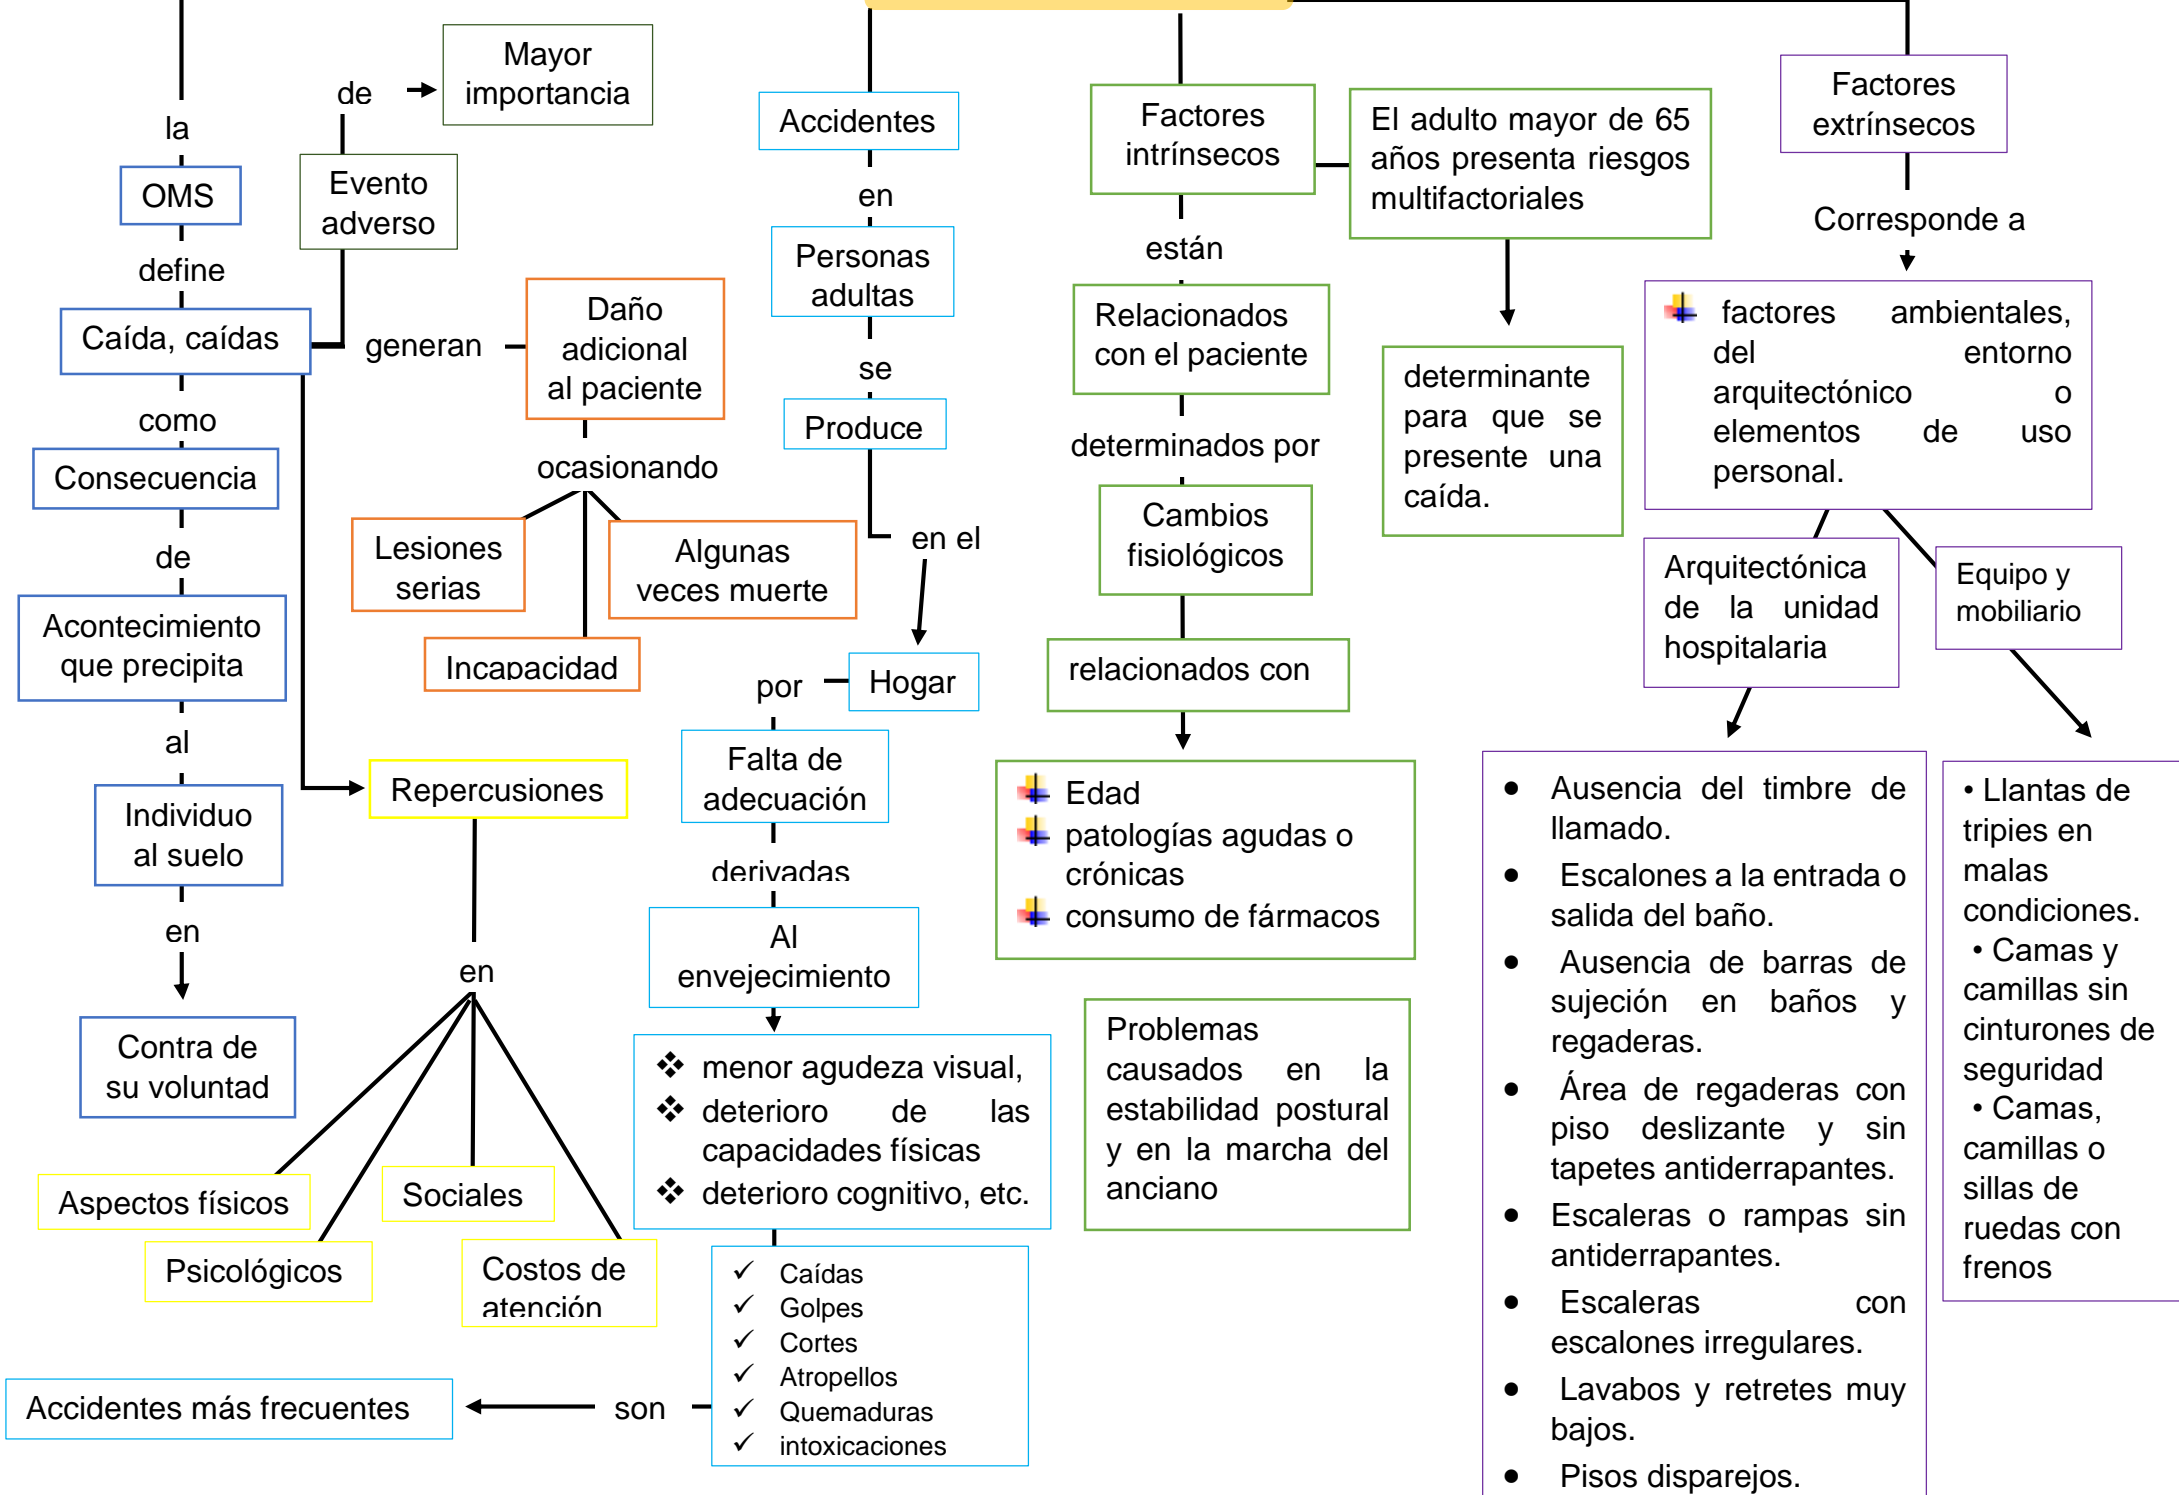 la
OMS
define
Caída, caídas
como
Consecuencia
de
Acontecimiento
que precipita
al
Individuo
al suelo
en
Contra de
su voluntad
de
Mayor
importancia
Evento
adverso
generan
Daño
adicional
al paciente
ocasionando
Lesiones
serias
Algunas
veces muerte
Incapacidad
Repercusiones
en
Aspectos físicos
Psicológicos
Sociales
Costos de
atención
Accidentes
en
Personas
adultas
se
Produce
en el
Hogar
por
Falta de
adecuación
derivadas
Al
envejecimiento
❖ menor agudeza visual,
❖ deterioro de las
capacidades físicas
❖ deterioro cognitivo, etc.
✓ Caídas
✓ Golpes
✓ Cortes
✓ Atropellos
✓ Quemaduras
✓ intoxicaciones
son
Accidentes más frecuentes
Factores
intrínsecos
están
Relacionados
con el paciente
determinados por
Cambios
fisiológicos
relacionados con
Edad
patologías agudas o
crónicas
consumo de fármacos
Problemas
causados en la
estabilidad postural
y en la marcha del
anciano
El adulto mayor de 65
años presenta riesgos
multifactoriales
determinante
para que se
presente una
caída.
Factores
extrínsecos
Corresponde a
factores ambientales,
del entorno
arquitectónico o
elementos de uso
personal.
Arquitectónica
de la unidad
hospitalaria
Equipo y
mobiliario
• Ausencia del timbre de
llamado.
• Escalones a la entrada o
salida del baño.
• Ausencia de barras de
sujeción en baños y
regaderas.
• Área de regaderas con
piso deslizante y sin
tapetes antiderrapantes.
• Escaleras o rampas sin
antiderrapantes.
• Escaleras con
escalones irregulares.
• Lavabos y retretes muy
bajos.
• Pisos disparejos.
• Llantas de
tripies en
malas
condiciones.
• Camas y
camillas sin
cinturones de
seguridad
• Camas,
camillas o
sillas de
ruedas con
frenos